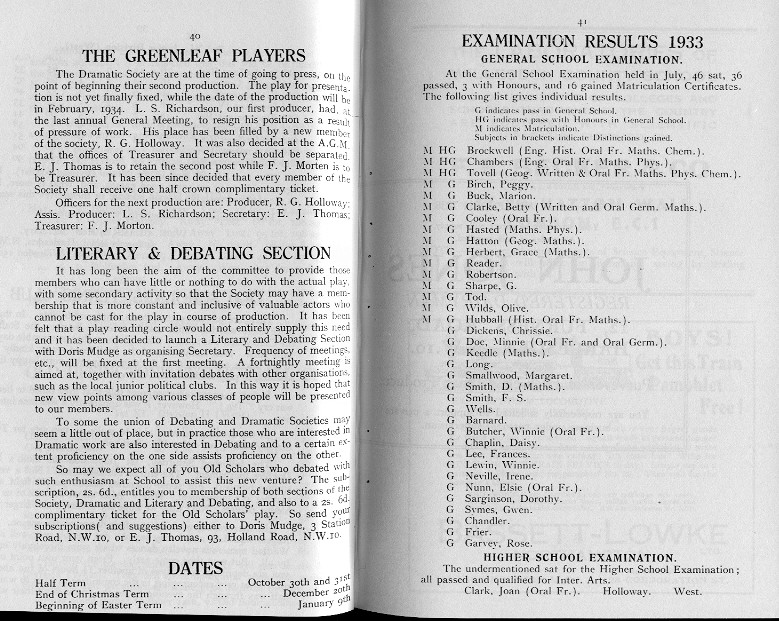 40
THE GREENLEAF PLAYERS
The Dramatic Society are at the time of going to press, on the
point of beginning their second production. The play for presenta-
tion is not yet finally fixed, while the date of the production will be
in February, 1934. L. S. Richardson, our first producer, had, at
the last annual General Meeting, to resign his position as a result
of pressure of work. His place has been filled by a new member
of the society, R. G. Holloway. It was also decided at the A.G.M.
that the offices of Treasurer and Secretary should be separated.
E. J. Thomas is to retain the second post while F. J. Morten is to
be Treasurer. It has been since decided that every member of the
Society shall receive one half crown complimentary ticket.
Officers for the next production are: Producer, R. G. Holloway;
Assis. Producer: L. S. Richardson; Secretary: E. J. Thomas;
Treasurer: F. J. Morton.
LITERARY & DEBATING SECTION
It has long been the aim of the committee to provide those
members who can have little or nothing to do with the actual play,
with some secondary activity so that the Society may have a mem-
bership that is more constant and inclusive of valuable actors who
cannot be cast for the play in course of production. It has been
felt that a play reading circle would not entirely supply this need
and it has been decided to launch a Literary and Debating Section
with Doris Mudge as organising Secretary. Frequency of meetings,
etc., will be fixed at the first meeting. A fortnightly meeting is
aimed at, together with invitation debates with other organisations,
such as the local junior political clubs. In this way it is hoped that
new view points among various classes of people will be presented
to our members.
To some the union of Debating and Dramatic Societies may
seem a little out of place, but in practice those who are interested in
Dramatic work are also interested in Debating and to a certain ex-
tent proficiency on the one side assists proficiency on the other.
So may we expect all of you Old Scholars who debated with
such enthusiasm at School to assist this new venture? The sub-
scription, 2s. 6d., entitles you to membership of both sections of the
Society, Dramatic and Literary and Debating, and also to a 2s. 6d.
complimentary ticket for the Old Scholars' play. So send your
subscriptions( and suggestions) either to Doris Mudge, 3 Station
Road, N.W.10, or E. J. Thomas, 93, Holland Road, N.W.10.
DATES
Half Term ... ... ... October 30th and 31st
End of Christmas Term ... ... ... December 20th
Beginning of Easter Term ... ... ... January 9th
41
EXAMINATION RESULTS 1933
GENERAL SCHOOL EXAMINATION.
At the General School Examination held in July, 46 sat, 36
passed, 3 with Honours, and 16 gained Matriculation Certificates.
The following list gives individual results.
G indicates pass in General School.
HG indicates pass with Honours in General School.
M indicates Matriculation.
Subjects in brackets indicate Distinctions gained.
M HG Brockwell (Eng. Hist. Oral Fr. Maths. Chem.).
M HG Chambers (Eng. Oral Fr. Maths. Phys.).
M HG Tovell (Geog. Written & Oral Fr. Maths. Phys. Chem.).
M G Birch, Peggy.
M G Buck, Marion.
M G Clarke, Betty (Written and Oral Germ. Maths.).
M G Cooley (Oral Fr.).
M G Hasted (Maths. Phys.).
M G Hatton (Geog. Maths.).
M G Herbert, Grace (Maths.).
M G Reader.
M G Robertson.
M G Sharpe, G.
M G Tod.
M G Wilds, Olive.
M G Hubball (Hist. Oral Fr. Maths.).
G Dickens, Chrissie.
G Doe, Minnie (Oral Fr. and Oral Germ.).
G Keedle (Maths.).
G Long.
G Smallwood, Margaret.
G Smith, D. (Maths.).
G Smith, F. S.
G Wells.
G Barnard.
G Butcher, Winnie (Oral Fr.).
G Chaplin, Daisy.
G Lee, Frances.
G Lewin, Winnie.
G Neville, Irene.
G Nunn, Elsie (Oral Fr.).
G Sarginson, Dorothy.
G Symes, Gwen.
G Chandler.
G Frier.
G Garvey, Rose.
HIGHER SCHOOL EXAMINATION.
The undermentioned sat for the Higher School Examination;
all passed and qualified for Inter. Arts.
Clark, Joan (Oral Fr.). Holloway. West.